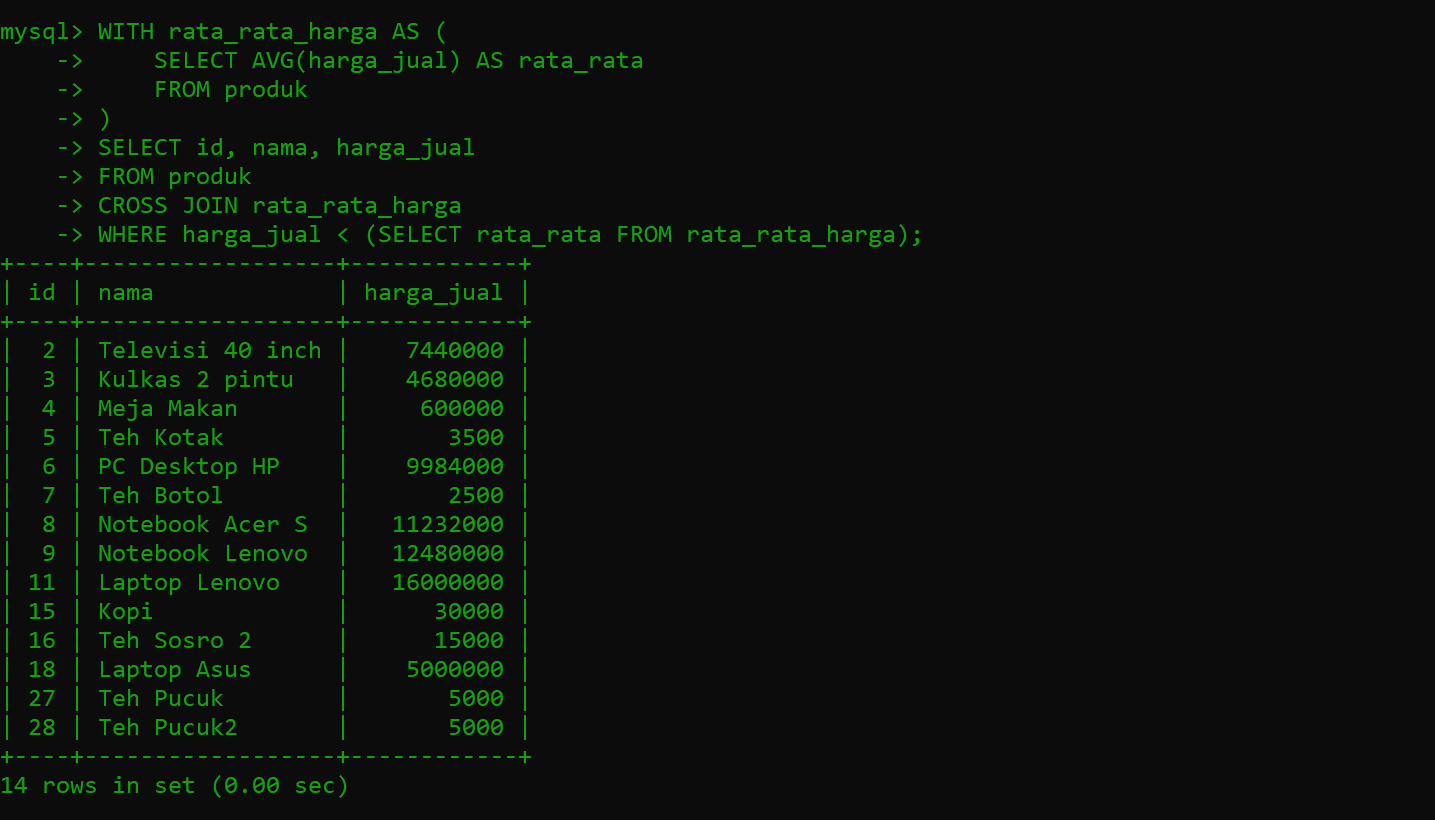 mysql> WITH rata_rata_harga AS (
    ->     SELECT AVG(harga_jual) AS rata_rata
    ->     FROM produk
    -> )
    -> SELECT id, nama, harga_jual
    -> FROM produk
    -> CROSS JOIN rata_rata_harga
    -> WHERE harga_jual < (SELECT rata_rata FROM rata_rata_harga);
+----+------------------+------------+
| id | nama             | harga_jual |
+----+------------------+------------+
|  2 | Televisi 40 inch |    7440000 |
|  3 | Kulkas 2 pintu   |    4680000 |
|  4 | Meja Makan       |     600000 |
|  5 | Teh Kotak        |       3500 |
|  6 | PC Desktop HP    |    9984000 |
|  7 | Teh Botol        |       2500 |
|  8 | Notebook Acer S  |   11232000 |
|  9 | Notebook Lenovo  |   12480000 |
| 11 | Laptop Lenovo    |   16000000 |
| 15 | Kopi             |      30000 |
| 16 | Teh Sosro 2      |      15000 |
| 18 | Laptop Asus      |    5000000 |
| 27 | Teh Pucuk        |       5000 |
| 28 | Teh Pucuk2       |       5000 |
+----+------------------+------------+
14 rows in set (0.00 sec)